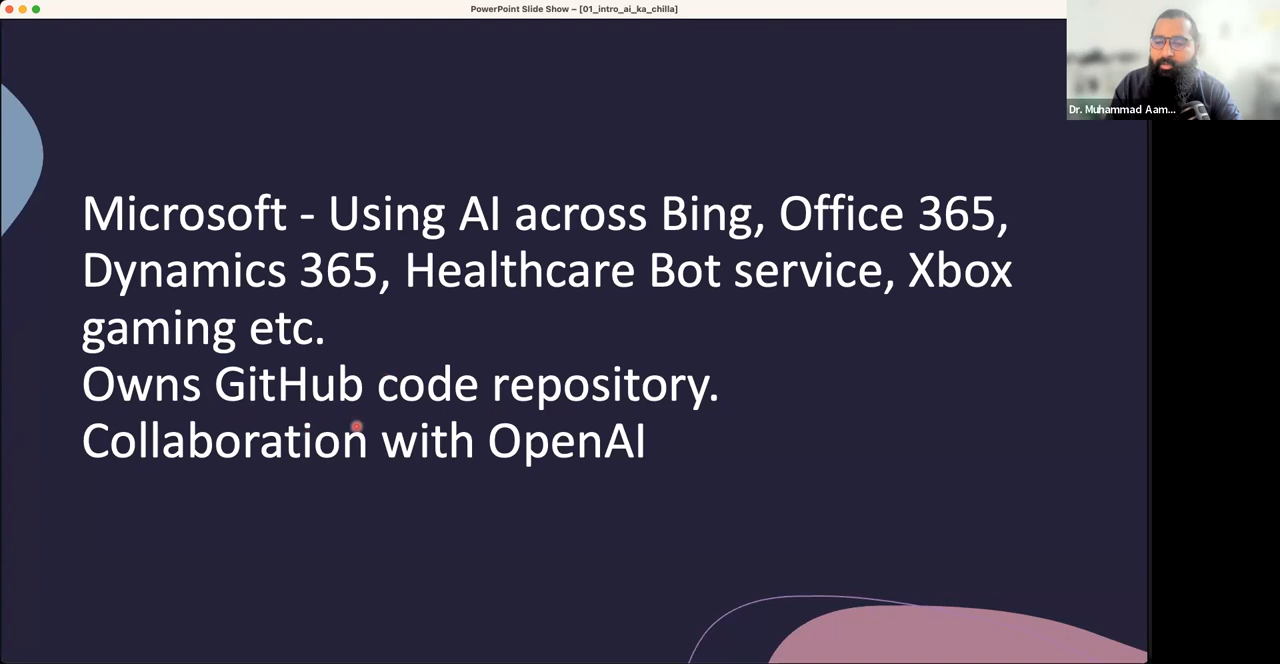 PowerPoint Slide Show – [01_intro_ai_ka_chilla]
Dr. Muhammad Aam...
Microsoft - Using AI across Bing, Office 365,
Dynamics 365, Healthcare Bot service, Xbox
gaming etc.
Owns GitHub code repository.
Collaboration with OpenAI